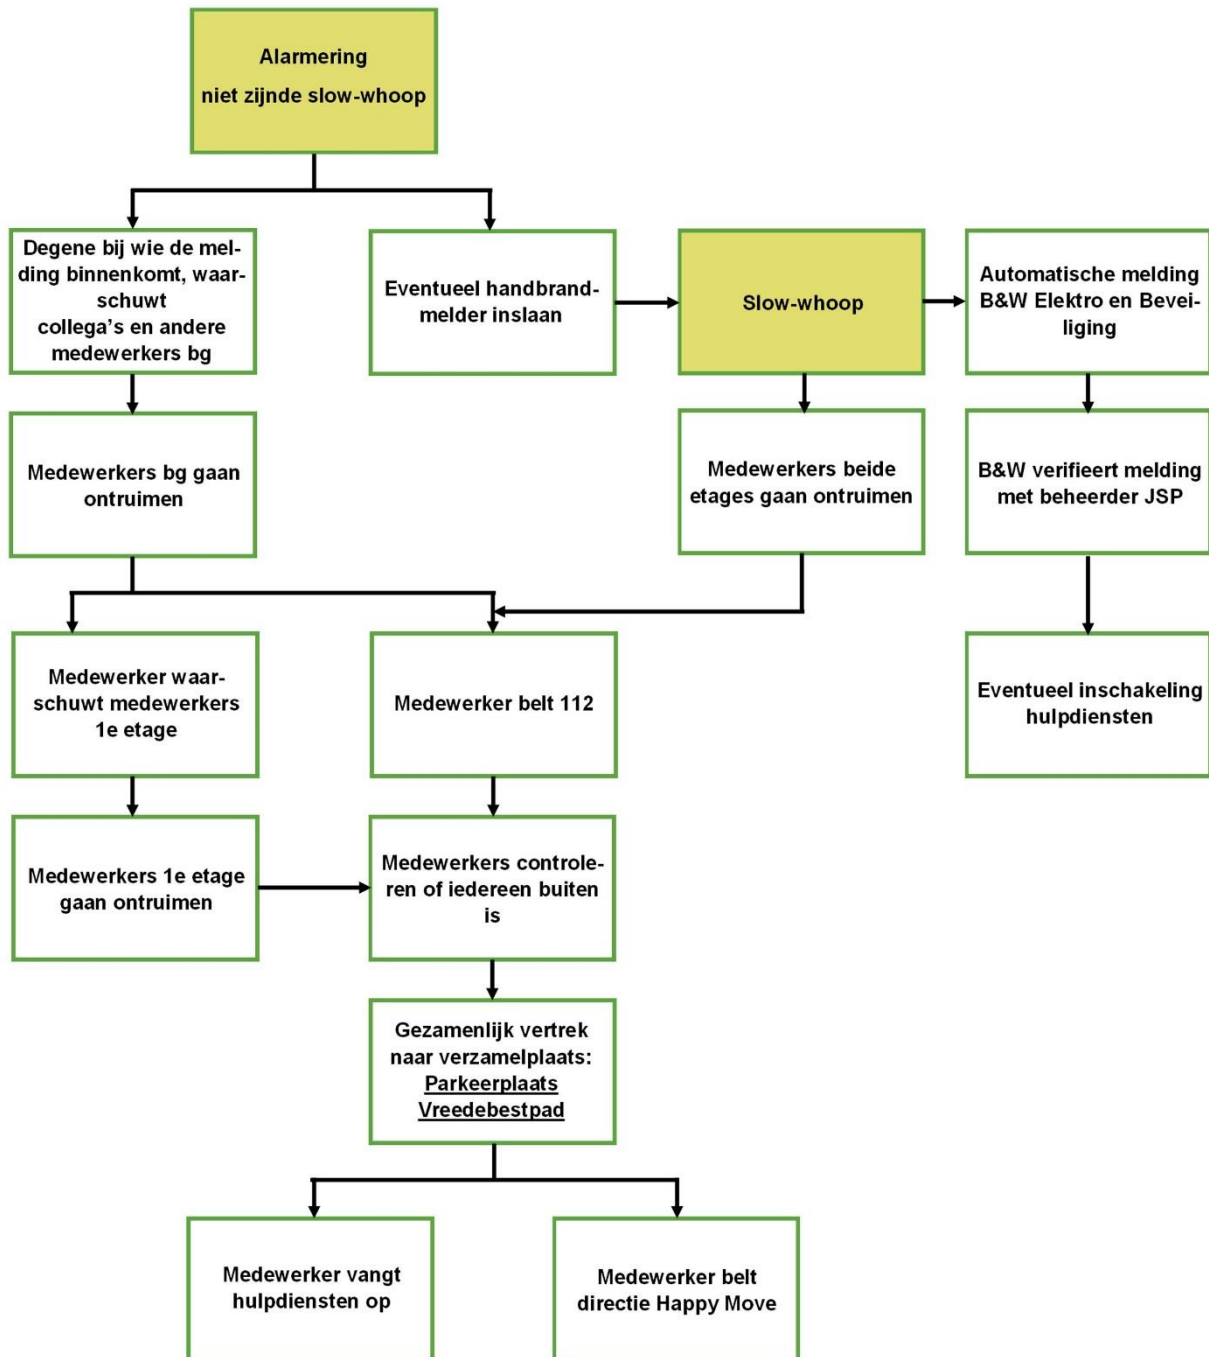 Alarmering
niet zijnde slow-whoop
Degene bij wie de mel-
ding binnenkomt, waar-
schuwt
collega's en andere
medewerkers bg
Eventueel handbrand-
melder inslaan
Slow-whoop
Automatische melding
B&W Elektro en Bevei-
liging
Medewerkers bg gaan
ontruimen
Medewerkers beide
etages gaan ontruimen
B&W verifieert melding
met beheerder JSP
Medewerker waar-
schuwt medewerkers
1e etage
Medewerker belt 112
Eventueel inschakeling
hulpdiensten
Medewerkers 1e etage
gaan ontruimen
Medewerkers controle-
ren of iedereen buiten
is
Gezamenlijk vertrek
naar verzamelplaats:
Parkeerplaats
Vreedebestpad
Medewerker vangt
hulpdiensten op
Medewerker belt
directie Happy Move